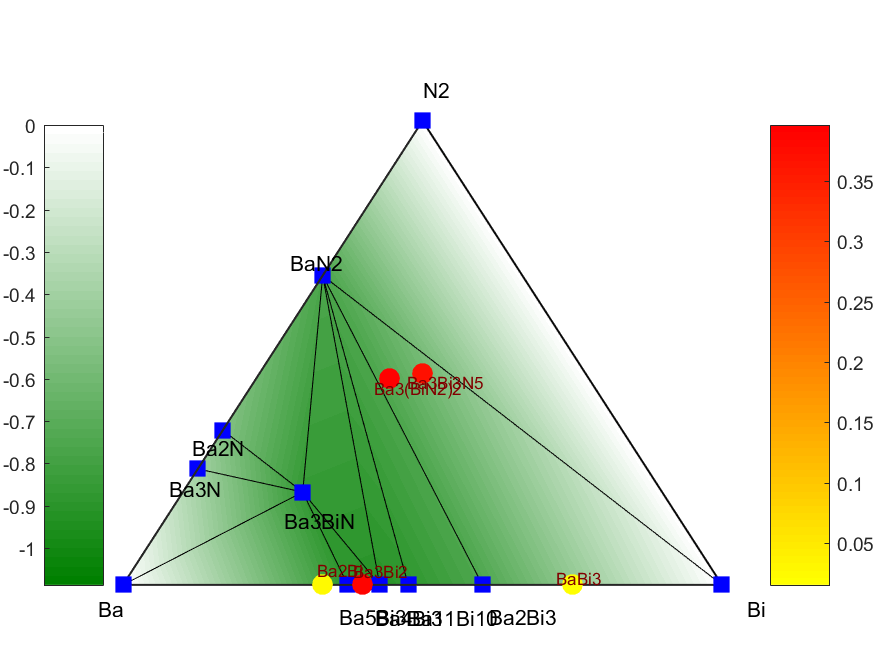 N2
0
-0.1
-0.2
-0.3
-0.4
-0.5
-0.6
-0.7
-0.8
-0.9
-1
0.35
0.3
0.25
0.2
0.15
0.1
0.05
BaN2
Ba3Bi3N5
Ba3(BiN2)2
Ba2N
Ba3N
Ba3BiN
Ba2Bi
Ba3Bi2
BaBi3
Ba
Bi
Ba5Bi3
Ba4Bi3
Ba11Bi10
Ba2Bi3